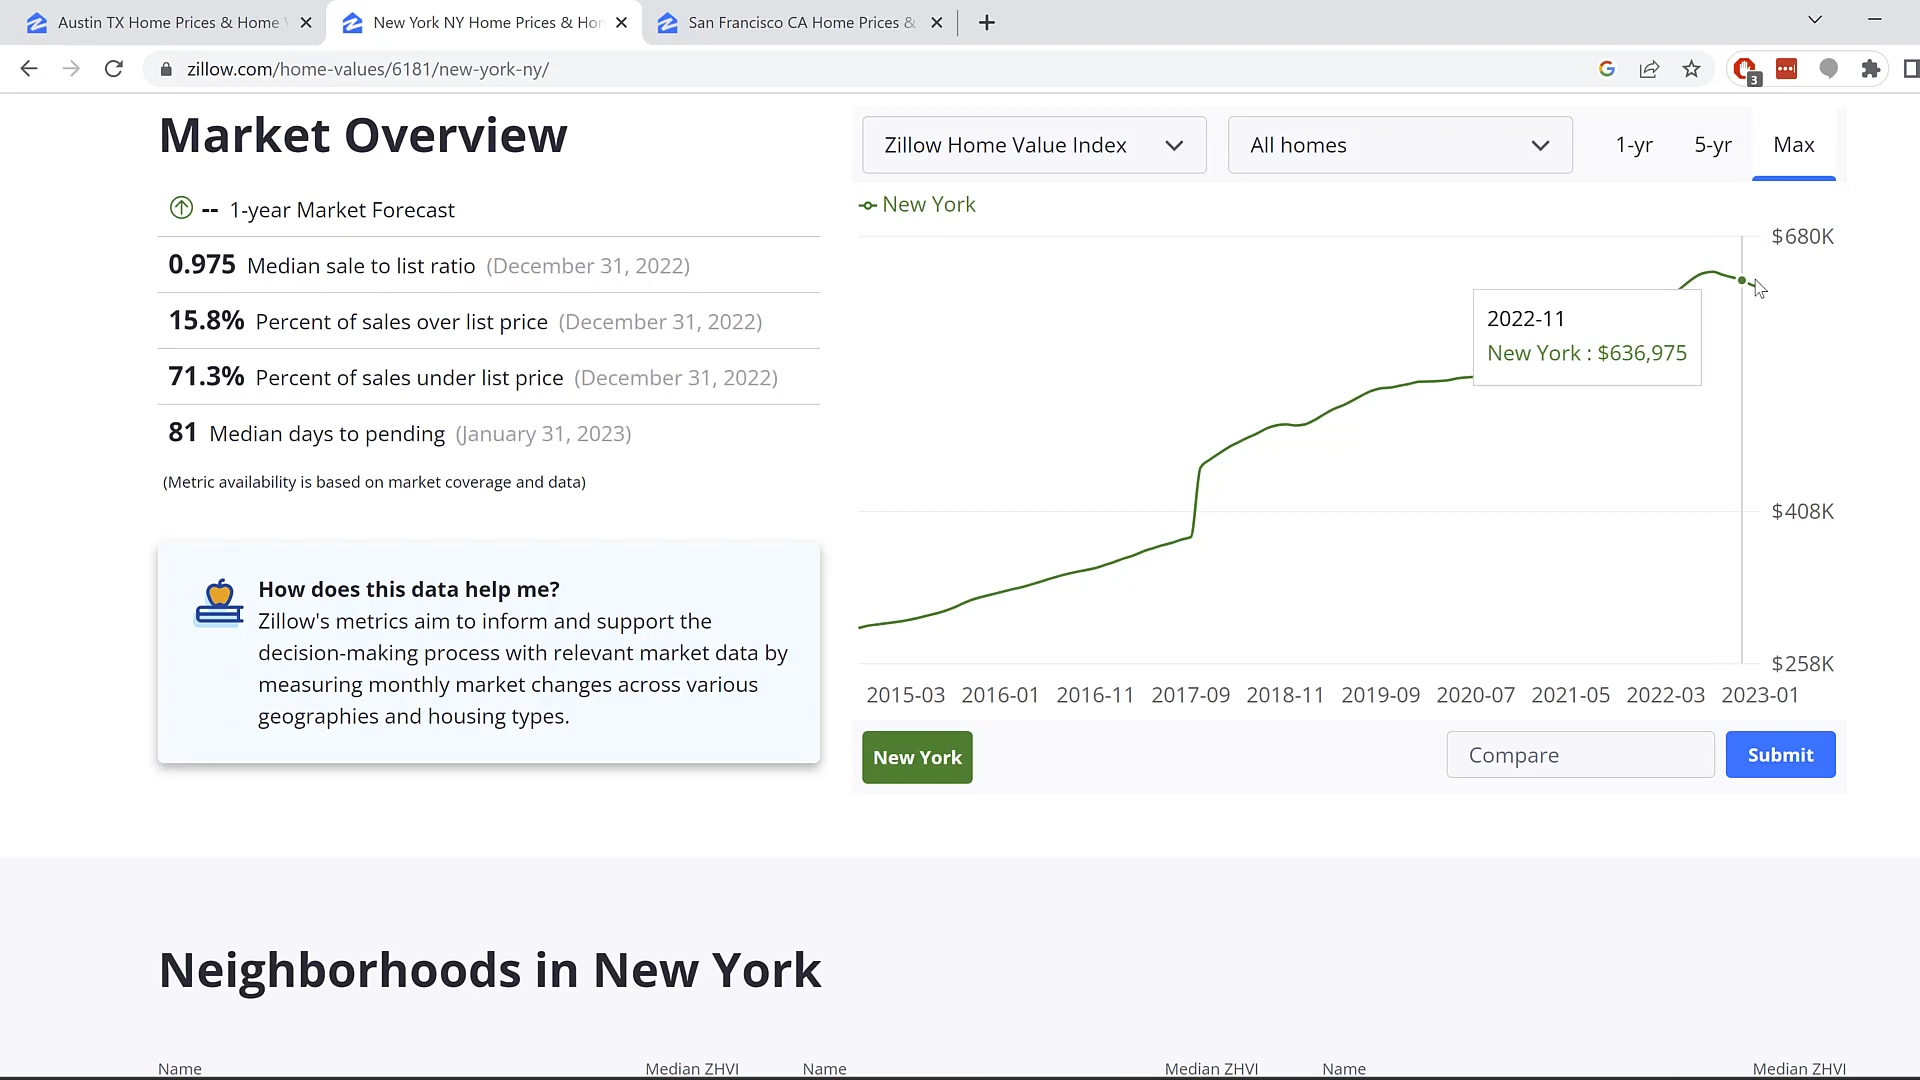 Austin TX Home Prices & Home
New York NY Home Prices & Hor
San Francisco CA Home Prices &
zillow.com/home-values/6181/new-york-ny/
3
Market Overview
-- 1-year Market Forecast
0.975 Median sale to list ratio (December 31, 2022)
15.8% Percent of sales over list price (December 31, 2022)
71.3% Percent of sales under list price (December 31, 2022)
81 Median days to pending (January 31, 2023)
(Metric availability is based on market coverage and data)
How does this data help me?
Zillow's metrics aim to inform and support the
decision-making process with relevant market data by
measuring monthly market changes across various
geographies and housing types.
Zillow Home Value Index
All homes
1-yr 5-yr Max
New York
$680K
2022-11
New York : $636,975
$408K
$258K
2015-03 2016-01 2016-11 2017-09 2018-11 2019-09 2020-07 2021-05 2022-03 2023-01
New York
Compare
Submit
Neighborhoods in New York
Name Median ZHVI Name Median ZHVI Name Median ZHVI